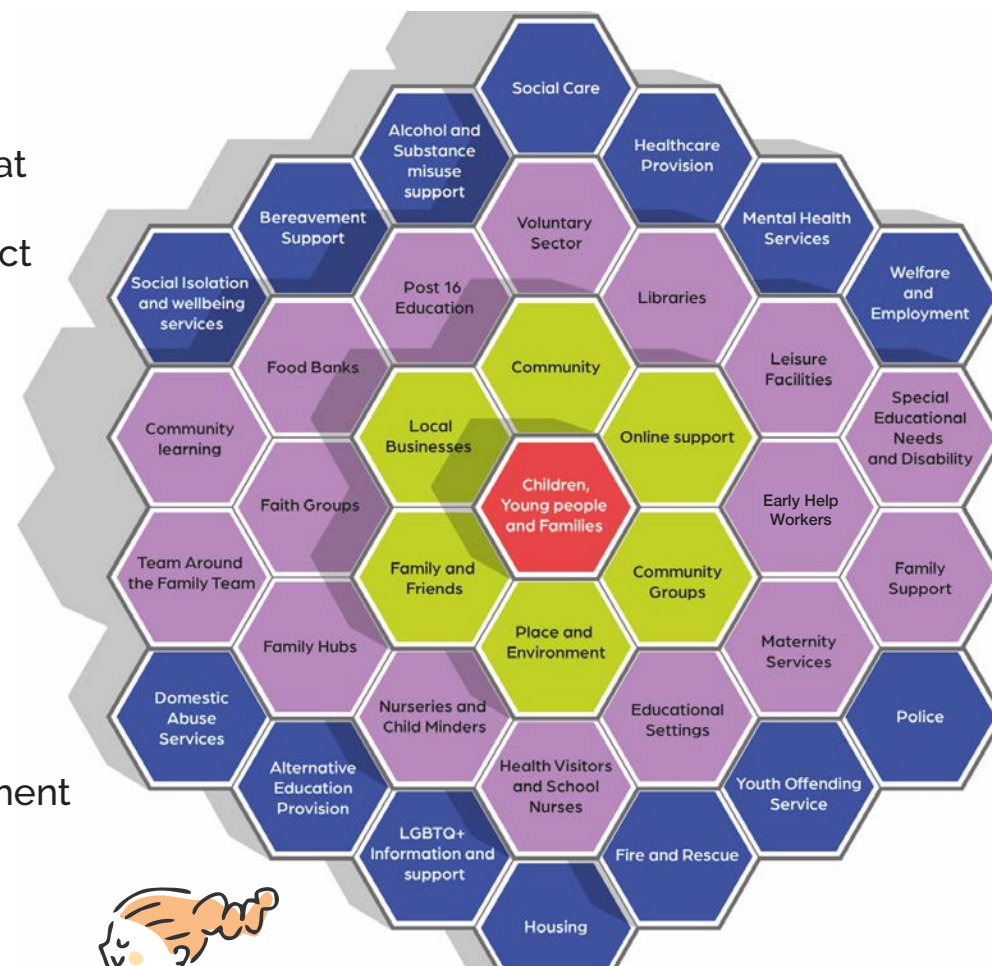 at
ct
nent
Social Care
Alcohol and
Substance
misuse
support
Healthcare
Provision
Bereavement
Support
Voluntary
Sector
Mental Health
Services
Social Isolation
and wellbeing
services
Post 16
Education
Libraries
Welfare
and
Employment
Food Banks
Community
Leisure
Facilities
Community
learning
Local
Businesses
Online support
Special
Educational
Needs
and Disability
Faith Groups
Children,
Young people
and Families
Early Help
Workers
Team Around
the Family Team
Family and
Friends
Community
Groups
Family
Support
Family Hubs
Place and
Environment
Maternity
Services
Domestic
Abuse
Services
Nurseries and
Child Minders
Educational
Settings
Police
Alternative
Education
Provision
Health Visitors
and School
Nurses
Youth Offending
Service
LGBTQ+
Information and
support
Fire and Rescue
Housing